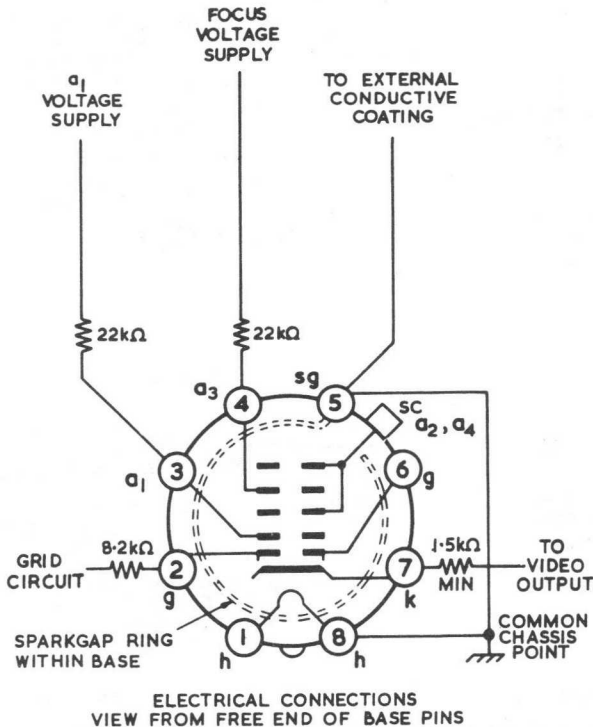 FOCUS
VOLTAGE
SUPPLY
a1
VOLTAGE
SUPPLY
TO EXTERNAL
CONDUCTIVE
COATING
22kΩ
22kΩ
a3
sg
4
5
SC
a2, a4
3
a1
6
g
GRID
CIRCUIT
8·2kΩ
2
g
7
k
1·5kΩ
MIN
TO
VIDEO
OUTPUT
SPARKGAP RING
WITHIN BASE
1
h
8
h
COMMON
CHASSIS
POINT
ELECTRICAL CONNECTIONS
VIEW FROM FREE END OF BASE PINS